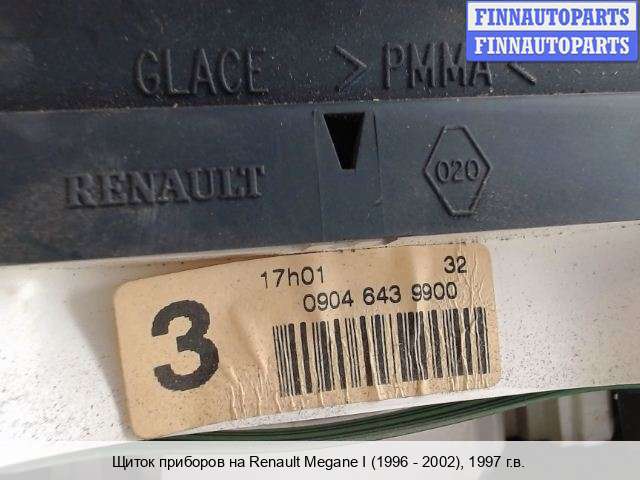 FINNAUTOPARTS
FINNAUTOPARTS
GLACE >PMMA<
RENAULT
020
17h01 32
0904 643 9900
3
Щиток приборов на Renault Megane I (1996 - 2002), 1997 г.в.